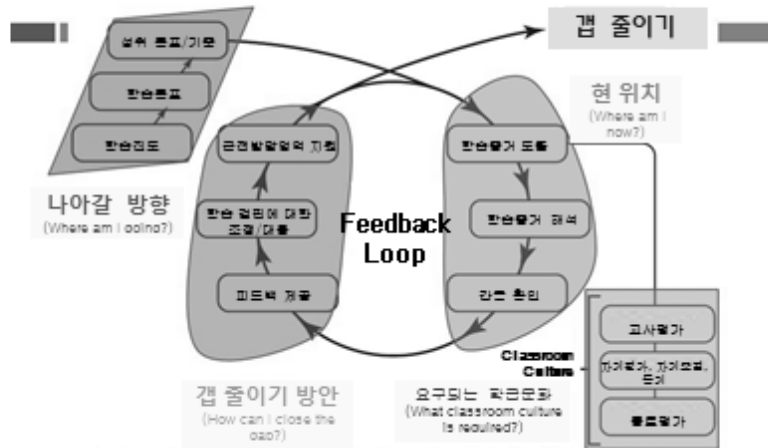 갭 줄이기
성취 목표/기준
학습목표
학습진도
나아갈 방향
(Where am I going?)
현 위치
(Where am I
now?)
근접발달영역 지원
학습 결핍에 대한
조절/대응
피드백 제공
Feedback
Loop
학습증거 도출
학습증거 해석
간극 확인
갭 줄이기 방안
(How can I close the
gap?)
Classroom
Culture
요구되는 학급문화
(What classroom culture
is required?)
교사평가
자기평가, 자기조절,
동기
동료평가